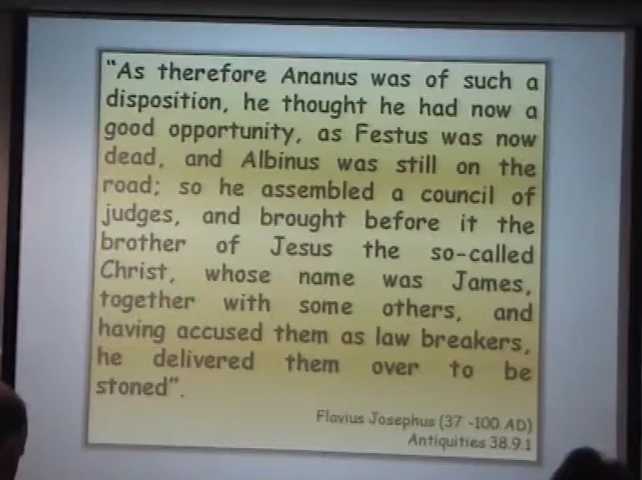 "As therefore Ananus was of such a
disposition, he thought he had now a
good opportunity, as Festus was now
dead, and Albinus was still on the
road; so he assembled a council of
judges, and brought before it the
brother of Jesus the so-called
Christ, whose name was James,
together with some others, and
having accused them as law breakers,
he delivered them over to be
stoned".
Flavius Josephus (37 -100 AD)
Antiquities 38.9.1